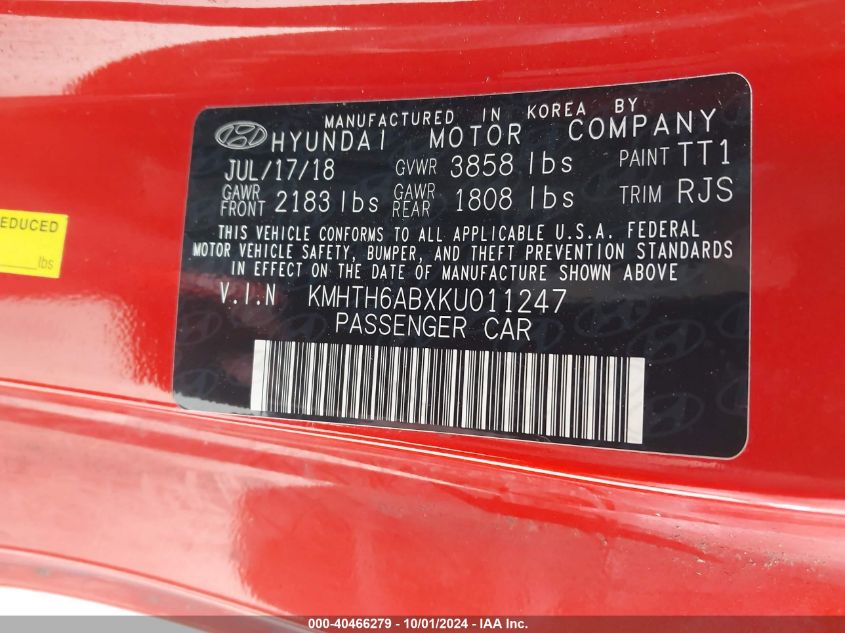 MANUFACTURED IN KOREA BY
HYUNDAI MOTOR COMPANY
JUL/17/18 GVWR 3858 lbs PAINT TT1
GAWR FRONT 2183 lbs GAWR REAR 1808 lbs TRIM RJS
THIS VEHICLE CONFORMS TO ALL APPLICABLE U.S.A. FEDERAL
MOTOR VEHICLE SAFETY, BUMPER, AND THEFT PREVENTION STANDARDS
IN EFFECT ON THE DATE OF MANUFACTURE SHOWN ABOVE
V.I.N KMHTH6ABXKU011247
PASSENGER CAR
EDUCED
lbs
000-40466279 - 10/01/2024 - IAA Inc.